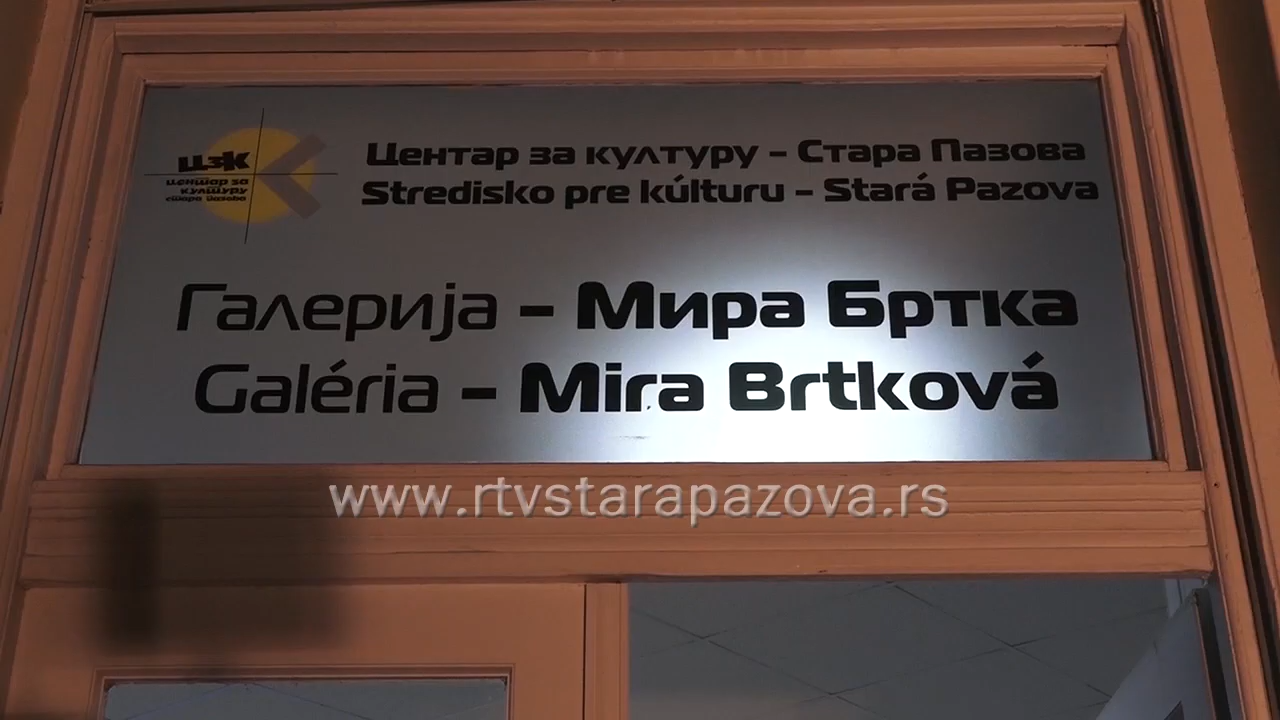 ЦЗК
центар за
културу
стара пазова
Центар за културу - Стара Пазова
Stredisko pre kúlturu - Stará Pazova
Галерија - Мира Бртка
Galéria - Mira Brtková
www.rtvstarapazova.rs